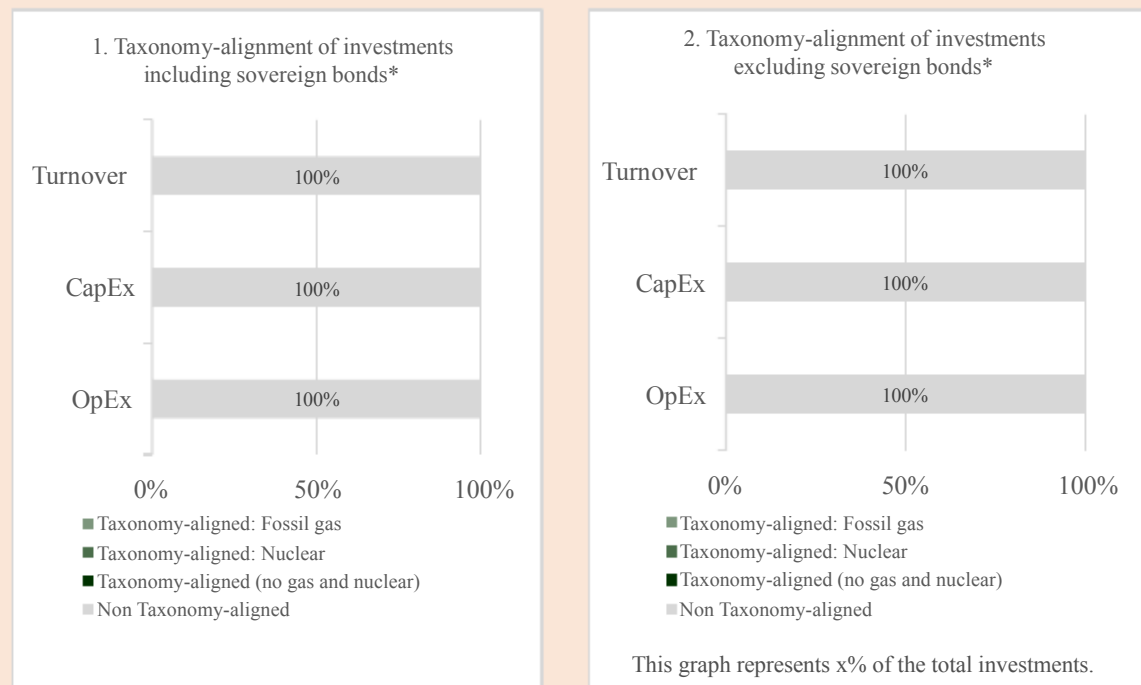 1. Taxonomy-alignment of investments
including sovereign bonds*
Turnover
100%
CapEx
100%
OpEx
100%
0%
50%
100%
Taxonomy-aligned: Fossil gas
Taxonomy-aligned: Nuclear
Taxonomy-aligned (no gas and nuclear)
Non Taxonomy-aligned
2. Taxonomy-alignment of investments
excluding sovereign bonds*
Turnover
100%
CapEx
100%
OpEx
100%
0%
50%
100%
Taxonomy-aligned: Fossil gas
Taxonomy-aligned: Nuclear
Taxonomy-aligned (no gas and nuclear)
Non Taxonomy-aligned
This graph represents x% of the total investments.